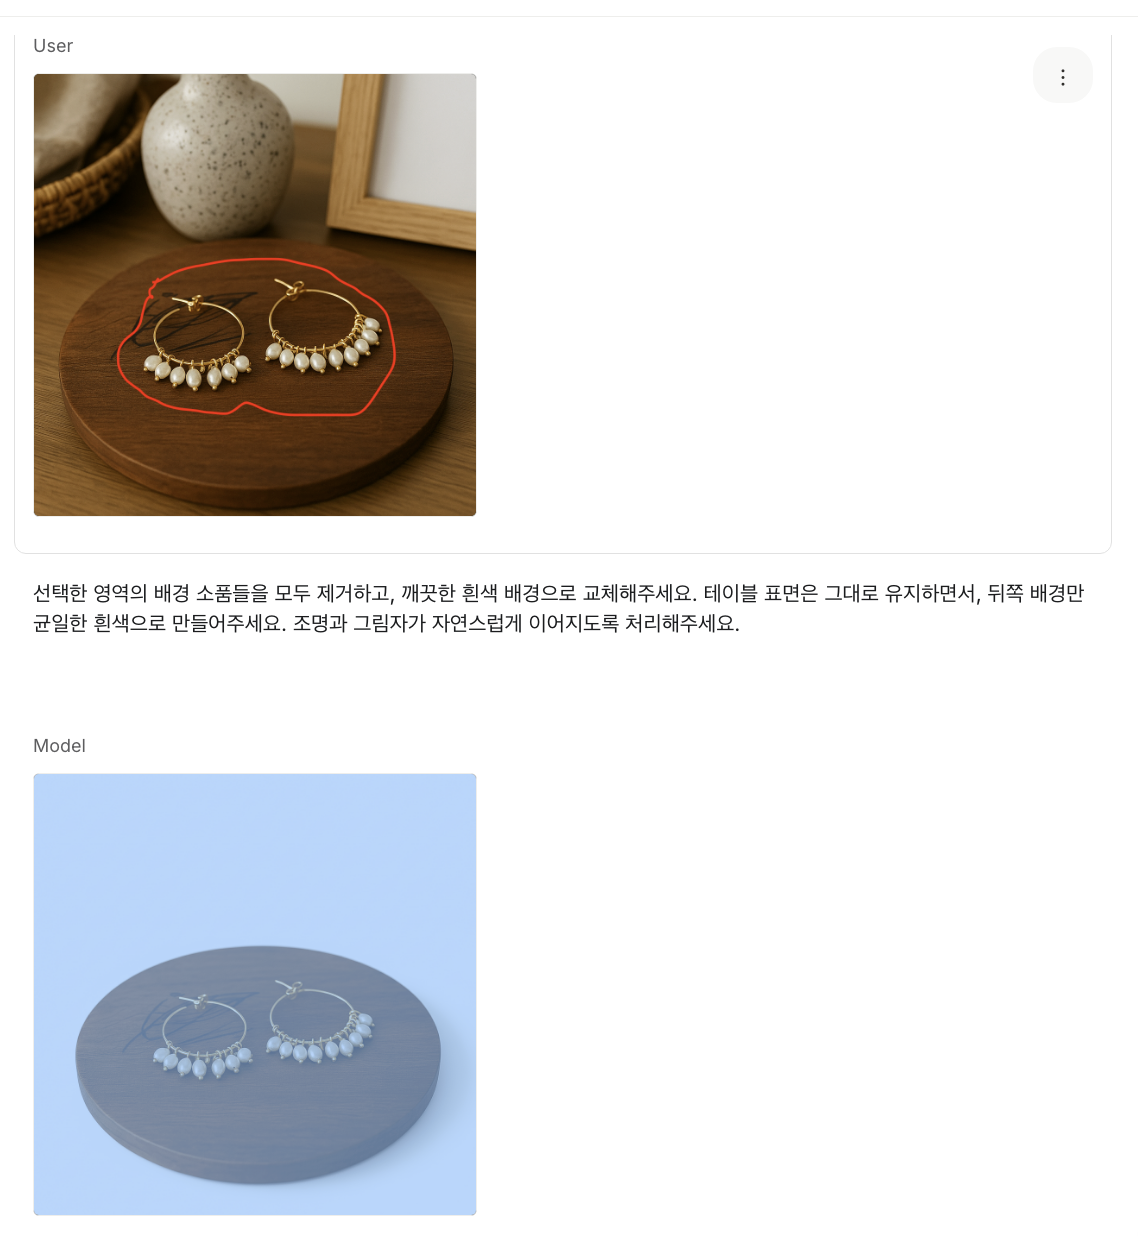 User
선택한 영역의 배경 소품들을 모두 제거하고, 깨끗한 흰색 배경으로 교체해주세요. 테이블 표면은 그대로 유지하면서, 뒤쪽 배경만
균일한 흰색으로 만들어주세요. 조명과 그림자가 자연스럽게 이어지도록 처리해주세요.
Model